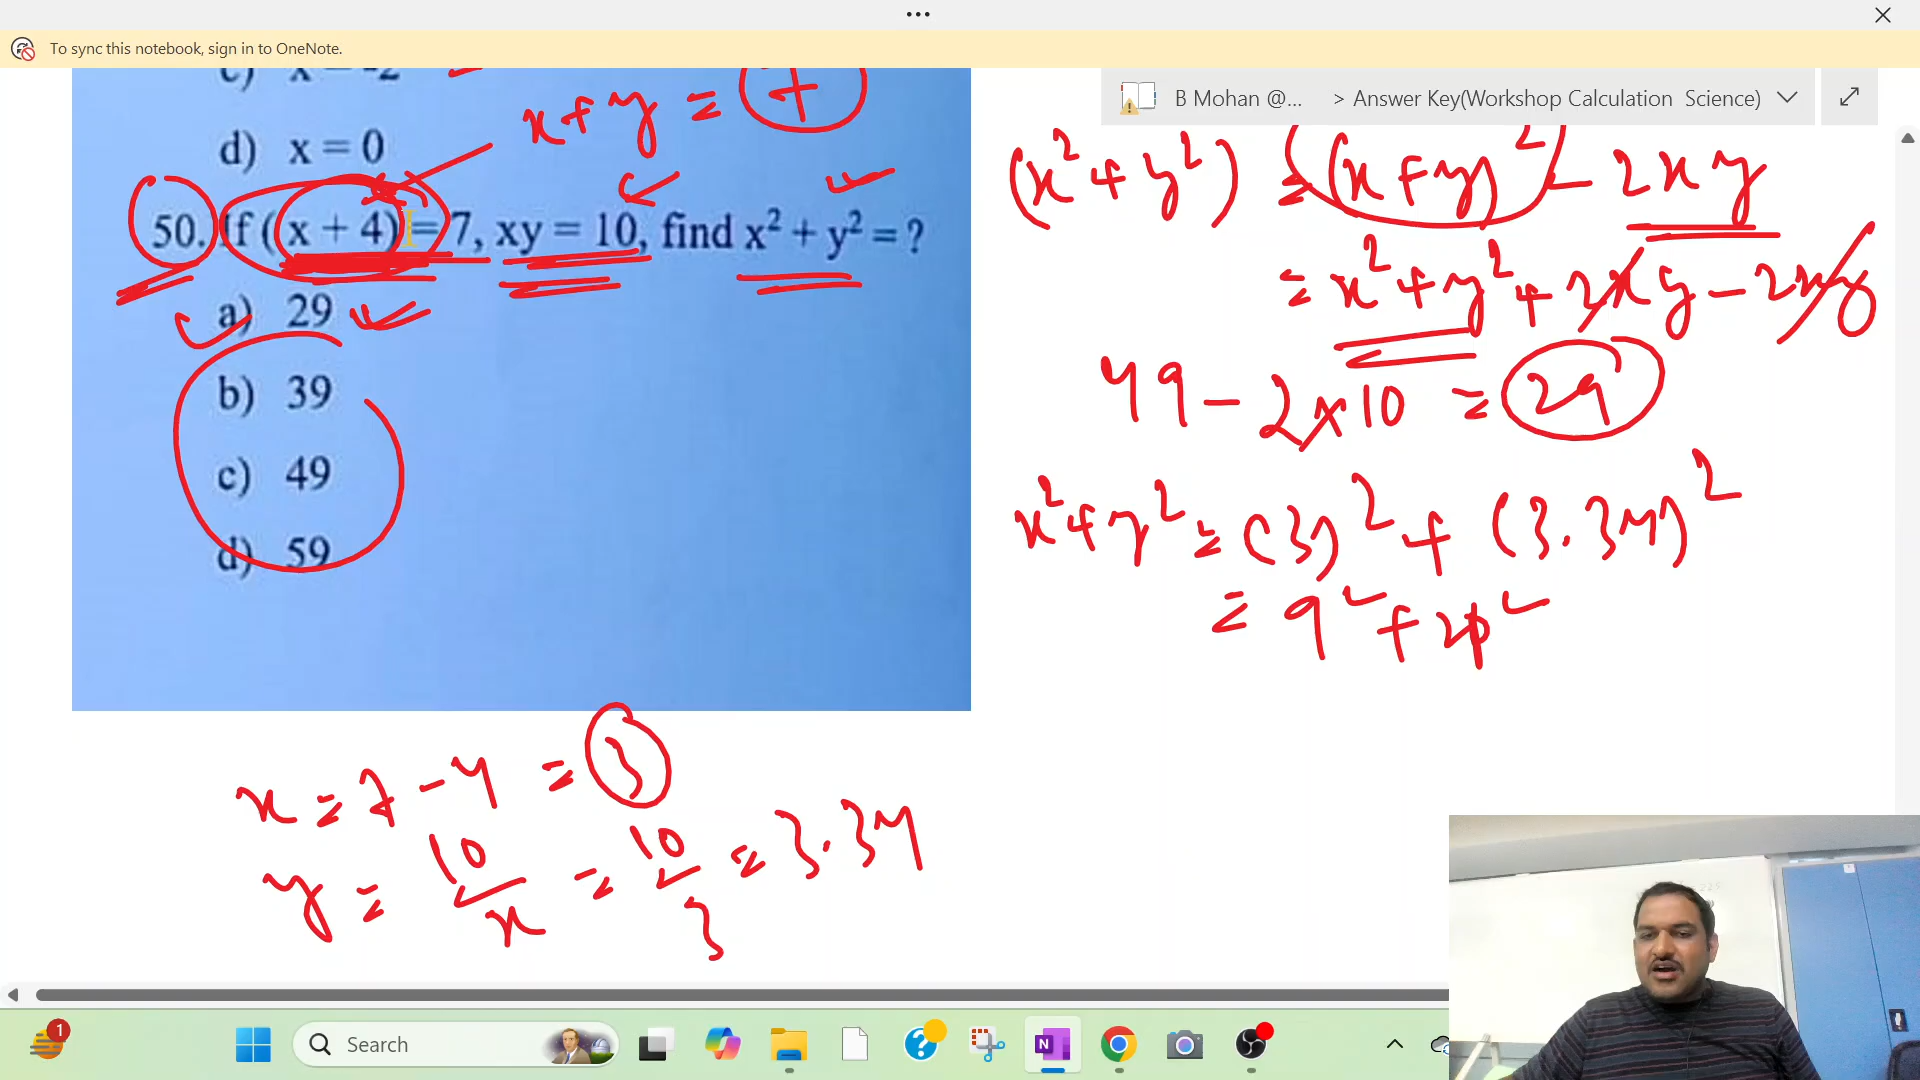 To sync this notebook, sign in to OneNote.
B Mohan @... > Answer Key(Workshop Calculation Science)
x + y =
d) x = 0
50. If (x + 4) = 7, xy = 10, find x² + y² = ?
a) 29
b) 39
c) 49
d) 59
x = 7 - 4 = 3
y = 10/x = 10/3 = 3.34
(x² + y²) = (x + y)² - 2xy
= x² + y² + 2xy - 2xy
49 - 2 x 10 = 29
x² + y² = (3)² + (3.34)²
1
Search